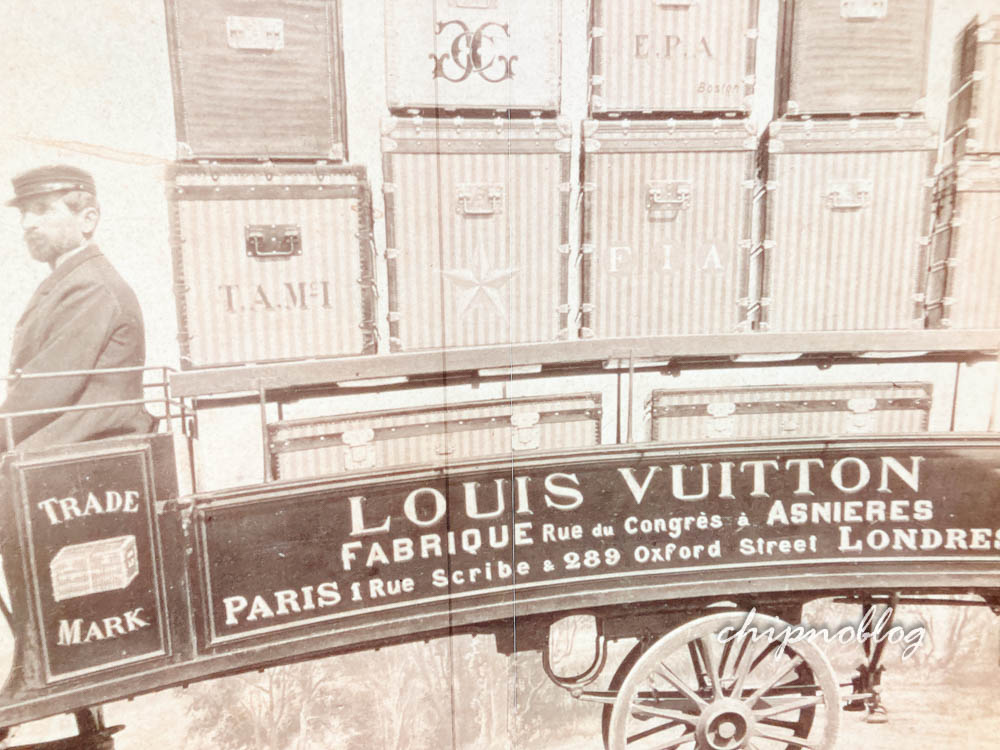 E.P.A
Boston
T.A.McI
E I A
TRADE
MARK
LOUIS VUITTON
FABRIQUE Rue du Congrès à ASNIERES
PARIS 1 Rue Scribe & 289 Oxford Street LONDRES
chipnoblog